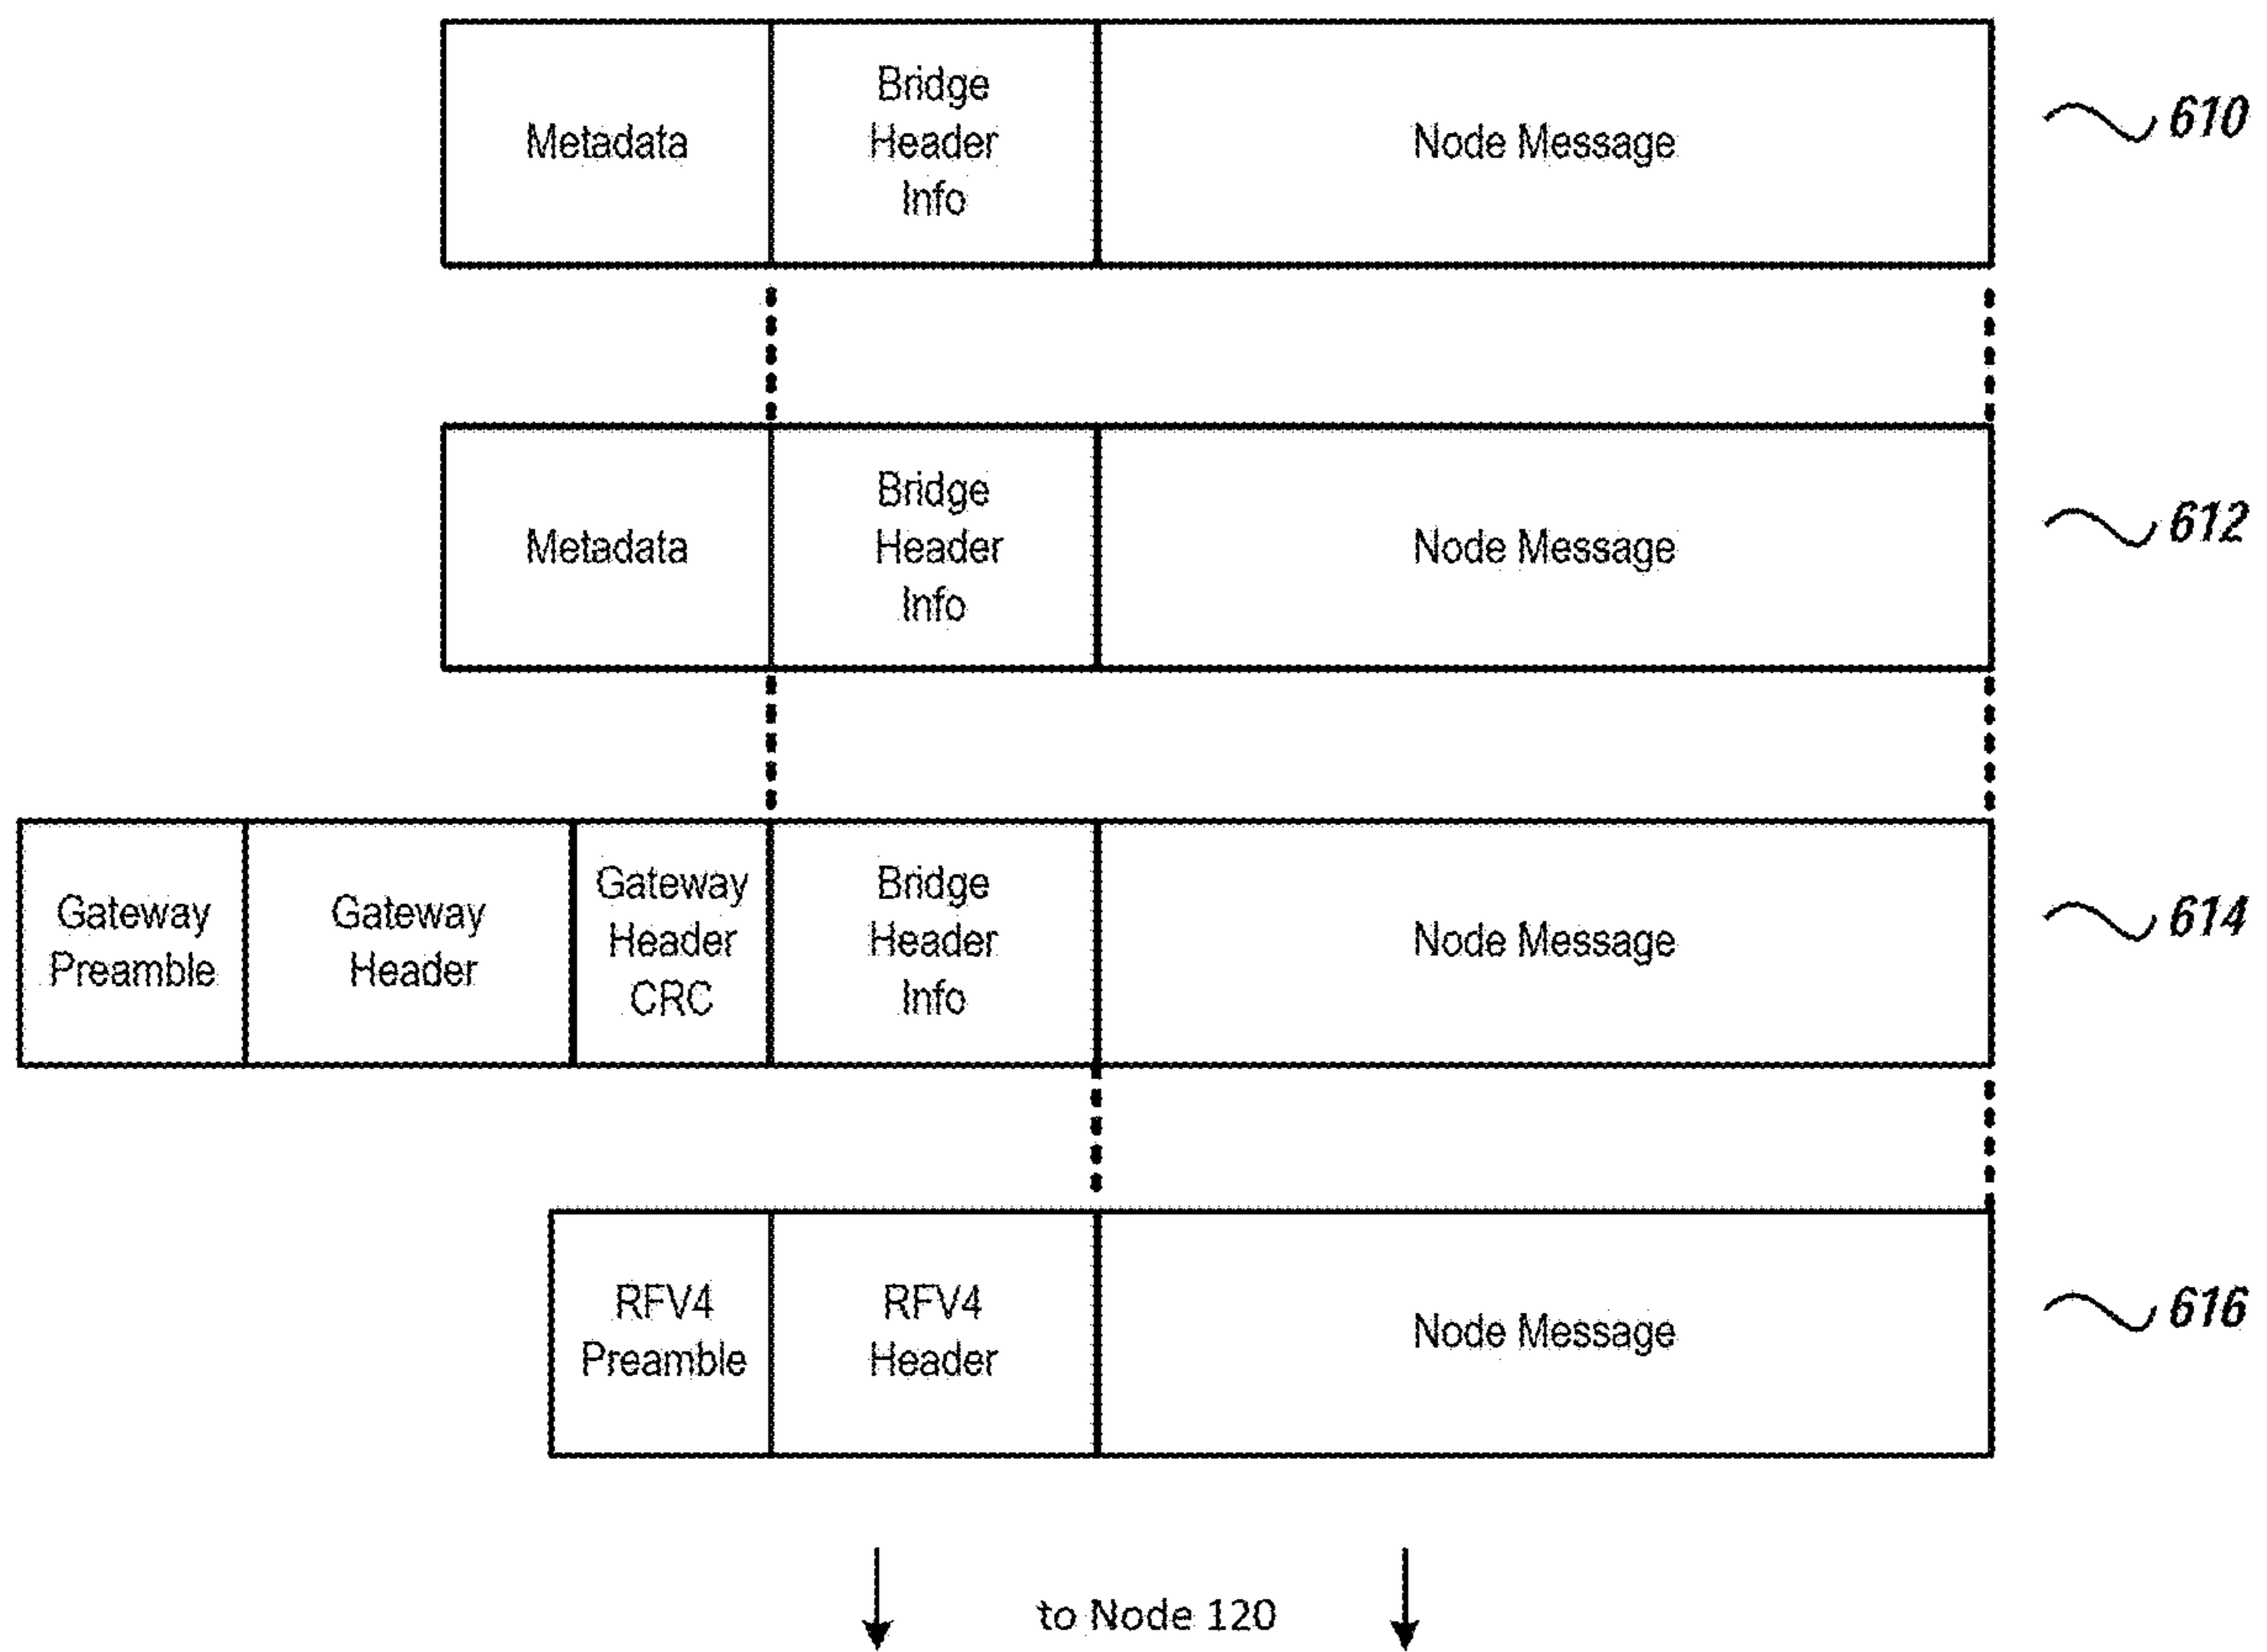 Metadata
Bridge
Header
Info
Node Message
610
Metadata
Bridge
Header
Info
Node Message
612
Gateway
Preamble
Gateway
Header
Gateway
Header
CRC
Bridge
Header
Info
Node Message
614
RFV4
Preamble
RFV4
Header
Node Message
616
to Node 120